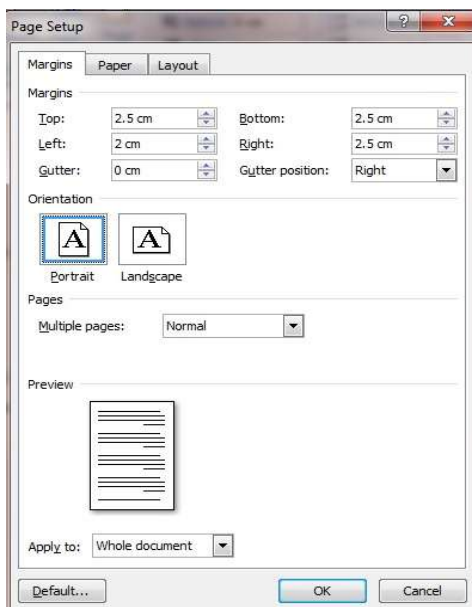 Page Setup
Margins Paper Layout
Margins
Top: 2.5 cm Bottom: 2.5 cm
Left: 2 cm Right: 2.5 cm
Gutter: 0 cm Gutter position: Right
Orientation
A A
Portrait Landscape
Pages
Multiple pages: Normal
Preview
Apply to: Whole document
Default... OK Cancel